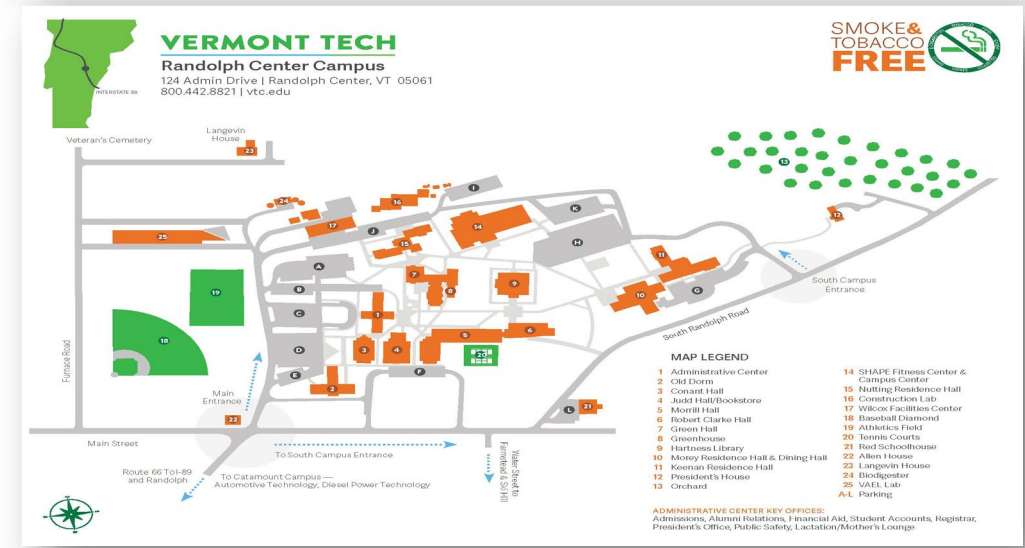 VERMONT TECH
Randolph Center Campus
124 Admin Drive | Randolph Center, VT 05061
800.442.8821 | vtc.edu
INTERSTATE 89
SMOKE&
TOBACCO
FREE
Veteran's Cemetery
Langevin
House
23
24
16
I
17
J
K
H
15
14
13
12
25
A
7
8
9
11
10
G
South Campus
Entrance
19
B
C
1
18
D
3
4
5
6
20
South Randolph Road
E
2
F
L
21
Furnace Road
Main
Entrance
22
Main Street
To South Campus Entrance
Route 66 ToI-89
and Randolph
To Catamount Campus —
Automotive Technology, Diesel Power Technology
Water Street to
Farmstead & Ski Hill
MAP LEGEND
1 Administrative Center
2 Old Dorm
3 Conant Hall
4 Judd Hall/Bookstore
5 Morrill Hall
6 Robert Clarke Hall
7 Green Hall
8 Greenhouse
9 Hartness Library
10 Morey Residence Hall & Dining Hall
11 Keenan Residence Hall
12 President's House
13 Orchard
14 SHAPE Fitness Center &
Campus Center
15 Nutting Residence Hall
16 Construction Lab
17 Wilcox Facilities Center
18 Baseball Diamond
19 Athletics Field
20 Tennis Courts
21 Red Schoolhouse
22 Allen House
23 Langevin House
24 Biodigester
25 VAEL Lab
A-L Parking
ADMINISTRATIVE CENTER KEY OFFICES:
Admissions, Alumni Relations, Financial Aid, Student Accounts, Registrar,
President's Office, Public Safety, Lactation/Mother's Lounge